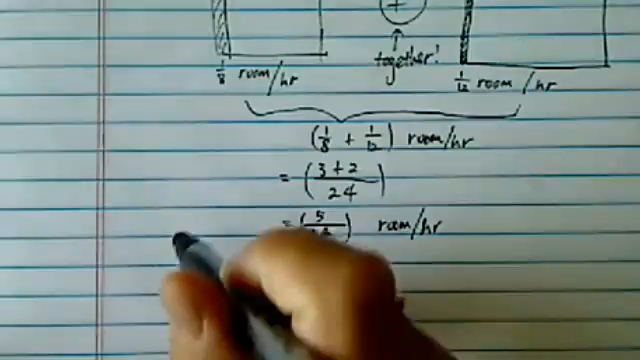 +
together!
1/8 room/hr
1/12 room/hr
(1/8 + 1/12) room/hr
= (3+2/24)
= (5/24) room/hr